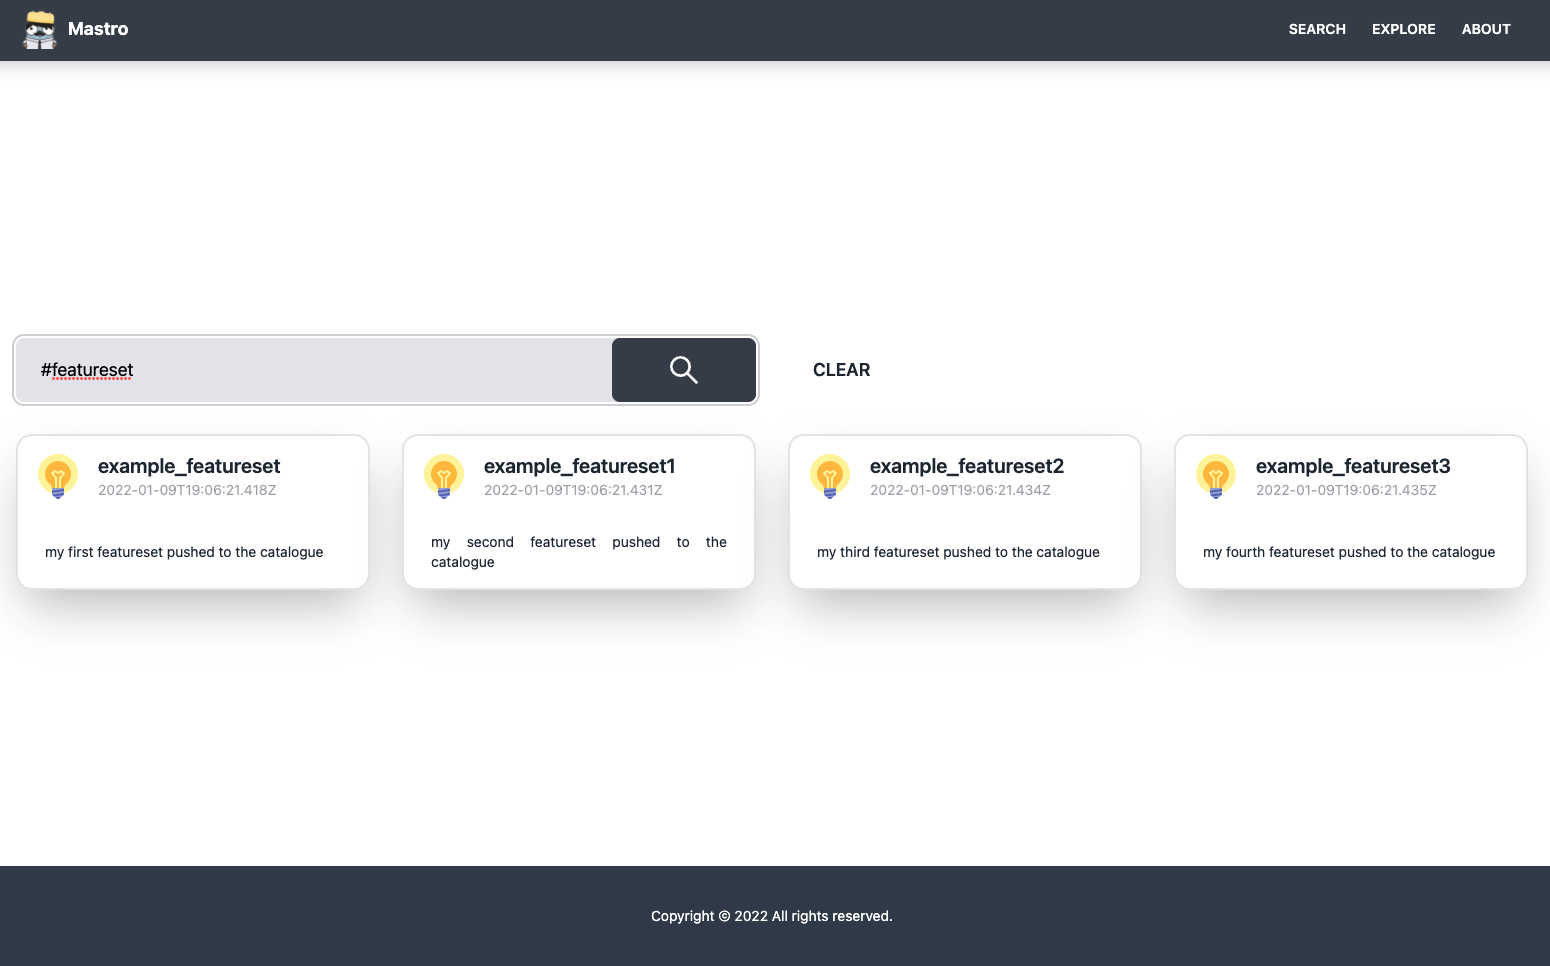 Mastro
SEARCH EXPLORE ABOUT
#featureset
CLEAR
example_featureset
2022-01-09T19:06:21.418Z
my first featureset pushed to the catalogue
example_featureset1
2022-01-09T19:06:21.431Z
my second featureset pushed to the
catalogue
example_featureset2
2022-01-09T19:06:21.434Z
my third featureset pushed to the catalogue
example_featureset3
2022-01-09T19:06:21.435Z
my fourth featureset pushed to the catalogue
Copyright © 2022 All rights reserved.